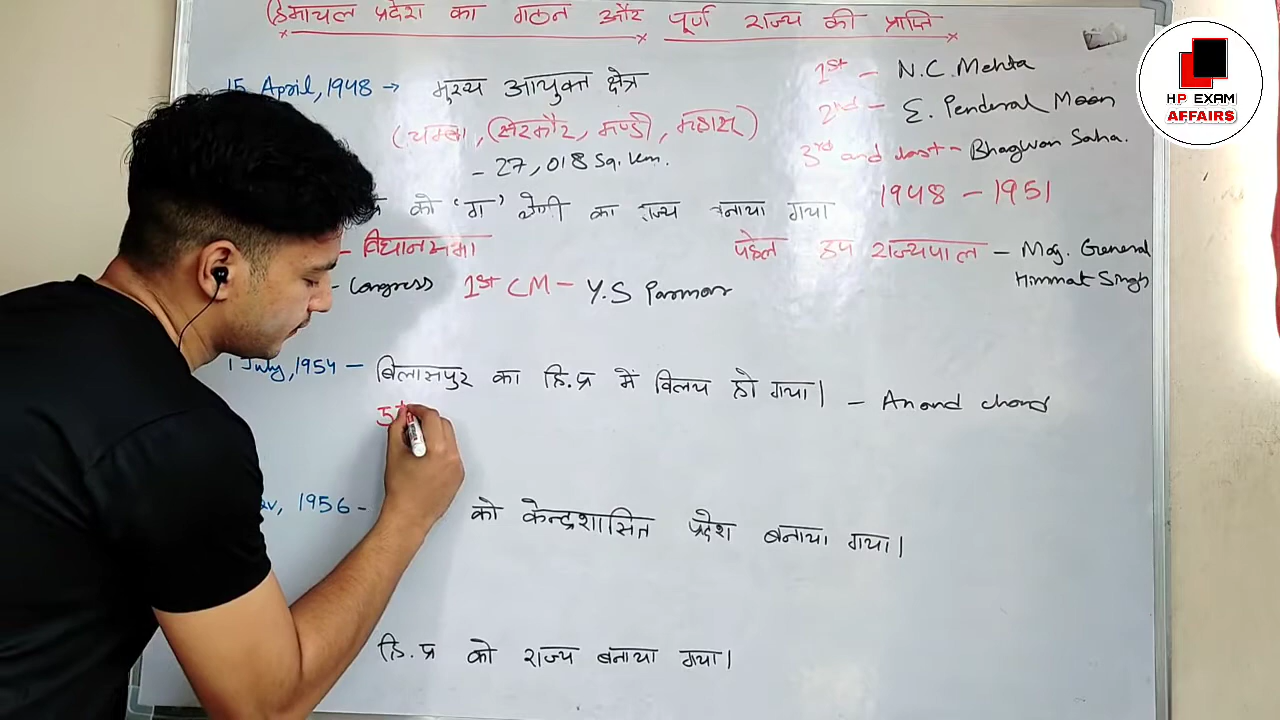 हिमाचल प्रदेश का गठन और पूर्ण राज्य की प्राप्ति
15 April, 1948 → मुख्य आयुक्त क्षेत्र
(चम्बा, सिरमौर, मण्डी, महासू)
- 27,018 Sq. Km.
1st - N.C. Mehta
2nd - E. Penderal Moon
3rd and last - Bhagwan Saha.
1948 - 1951
को 'ग' श्रेणी का राज्य बनाया गया
- विधानसभा
- Congress 1st CM - Y.S Parmar
पहले उप राज्यपाल - Maj. General
Himmat Singh
1 July, 1954 - बिलासपुर का हि.प्र में विलय हो गया। - Anand Chand
5
1956 - को केन्द्रशासित प्रदेश बनाया गया।
हि.प्र को राज्य बनाया गया।
HP EXAM
AFFAIRS